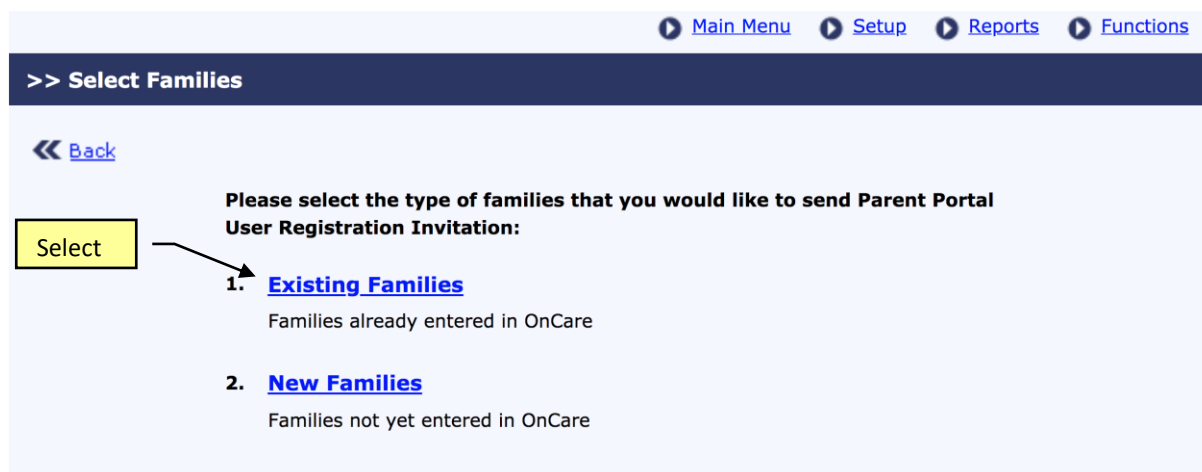 Main Menu Setup Reports Functions
>> Select Families
Back
Please select the type of families that you would like to send Parent Portal
User Registration Invitation:
Select
1. Existing Families
Families already entered in OnCare
2. New Families
Families not yet entered in OnCare